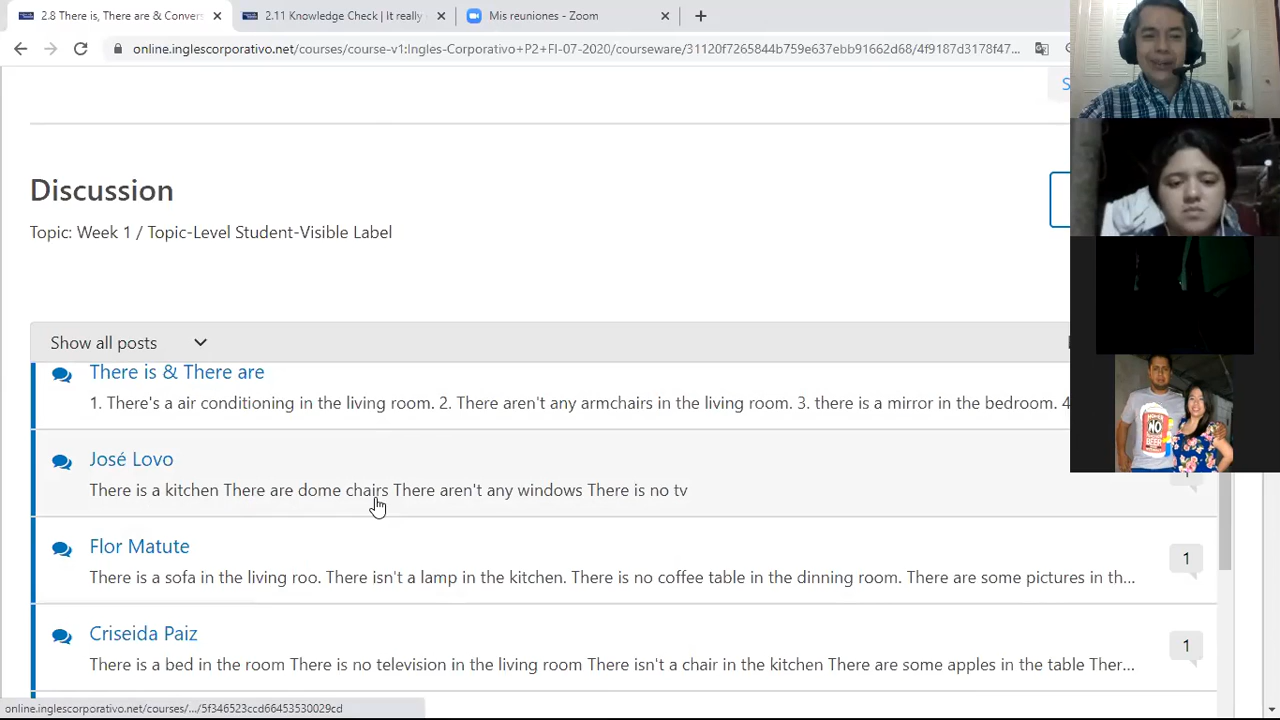 2.8 There is, There are & Convers
2.11 Knowledge Check | It really
Mis reuniones - Zoom
online.inglescorporativo.net/courses/course-v1:Ingles-Corporativo+P2+FI-07-2020/courseware/31120f7265844b759e637ebb91662d68/4f9187d3178f47...
S
Discussion
Topic: Week 1 / Topic-Level Student-Visible Label
Show all posts
There is & There are
1. There's a air conditioning in the living room. 2. There aren't any armchairs in the living room. 3. there is a mirror in the bedroom. 4
José Lovo
There is a kitchen There are dome chairs There aren't any windows There is no tv
1
Flor Matute
There is a sofa in the living roo. There isn't a lamp in the kitchen. There is no coffee table in the dinning room. There are some pictures in th...
1
Criseida Paiz
There is a bed in the room There is no television in the living room There isn't a chair in the kitchen There are some apples in the table Ther...
1
online.inglescorporativo.net/courses/.../5f346523ccd66453530029cd
NO
BEER